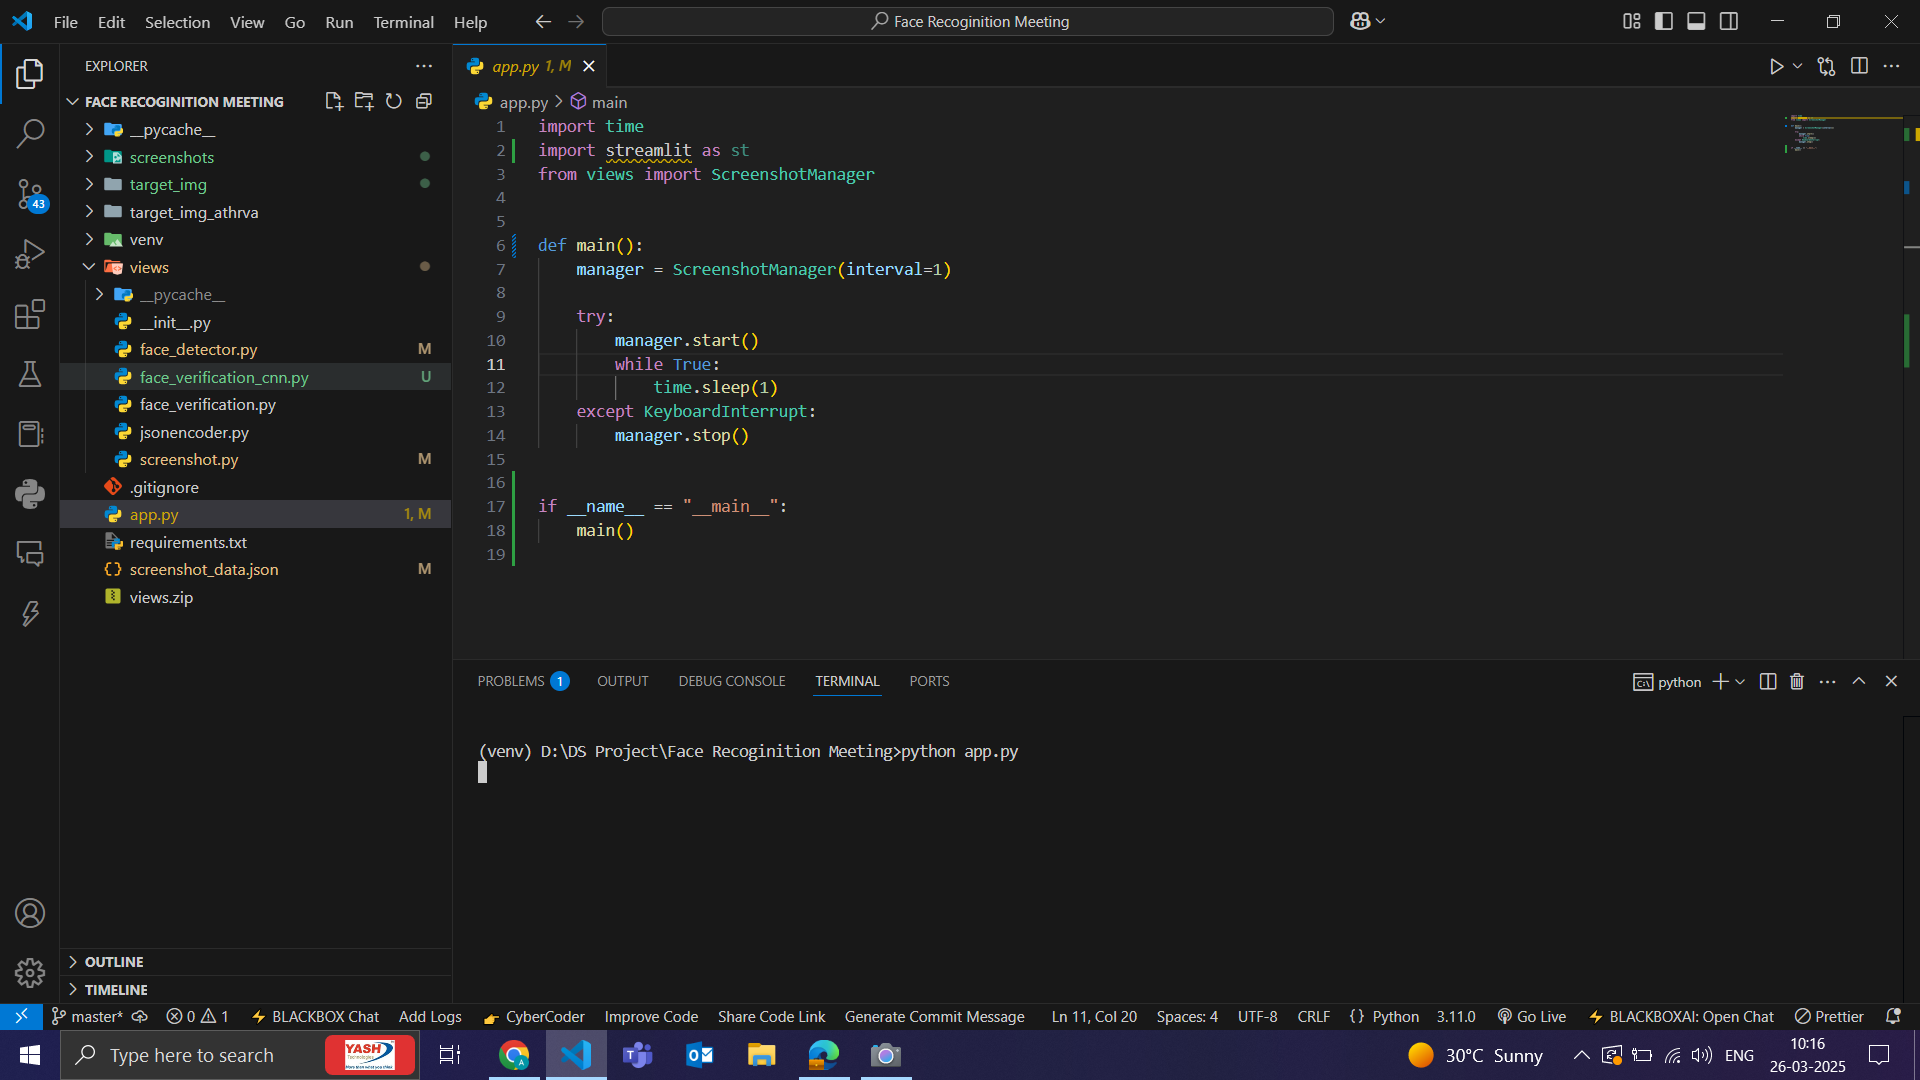 File Edit Selection View Go Run Terminal Help
Face Recoginition Meeting
EXPLORER
FACE RECOGINITION MEETING
__pycache__
screenshots
target_img
target_img_athrva
venv
views
__pycache__
__init__.py
face_detector.py M
face_verification_cnn.py U
face_verification.py
jsonencoder.py
screenshot.py M
.gitignore
app.py 1, M
requirements.txt
screenshot_data.json M
views.zip
OUTLINE
TIMELINE
43
app.py 1, M
app.py > main
1 import time
2 import streamlit as st
3 from views import ScreenshotManager
4
5
6 def main():
7     manager = ScreenshotManager(interval=1)
8
9     try:
10         manager.start()
11         while True:
12             time.sleep(1)
13     except KeyboardInterrupt:
14         manager.stop()
15
16
17 if __name__ == "__main__":
18     main()
19
PROBLEMS 1 OUTPUT DEBUG CONSOLE TERMINAL PORTS
python
(venv) D:\DS Project\Face Recoginition Meeting>python app.py
master* 0 1 BLACKBOX Chat Add Logs CyberCoder Improve Code Share Code Link Generate Commit Message Ln 11, Col 20 Spaces: 4 UTF-8 CRLF {} Python 3.11.0 Go Live BLACKBOXAI: Open Chat Prettier
Type here to search
YASH
Technologies
30°C Sunny
ENG
10:16
26-03-2025